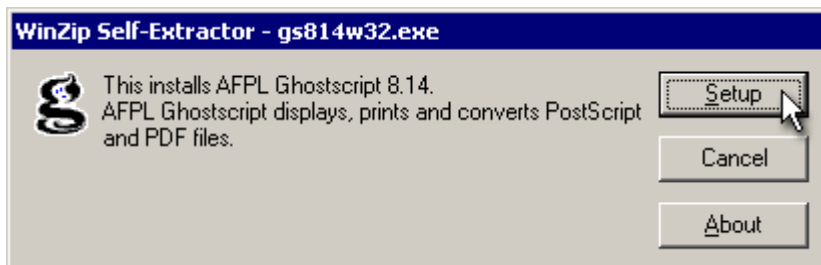 WinZip Self-Extractor - gs814w32.exe
This installs AFPL Ghostscript 8.14.
AFPL Ghostscript displays, prints and converts PostScript
and PDF files.
Setup
Cancel
About